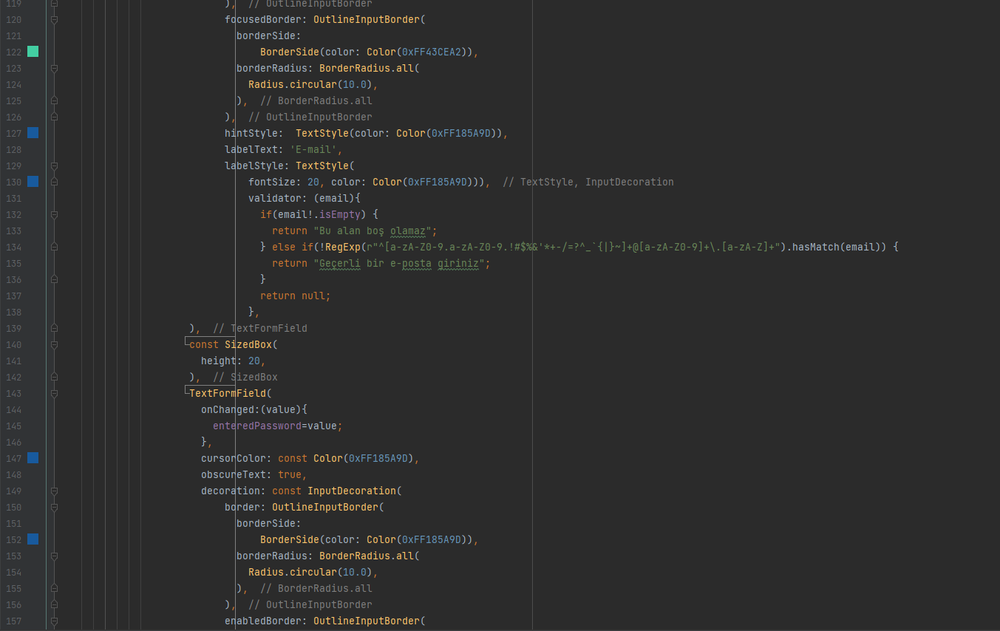 119 ), // OutlineInputBorder
120 focusedBorder: OutlineInputBorder(
121 borderSide:
122 BorderSide(color: Color(0xFF43CEA2)),
123 borderRadius: BorderRadius.all(
124 Radius.circular(10.0),
125 ), // BorderRadius.all
126 ), // OutlineInputBorder
127 hintStyle:  TextStyle(color: Color(0xFF185A9D)),
128 labelText: 'E-mail',
129 labelStyle: TextStyle(
130 fontSize: 20, color: Color(0xFF185A9D))), // TextStyle, InputDecoration
131 validator: (email){
132 if(email!.isEmpty) {
133 return "Bu alan boş olamaz";
134 } else if(!RegExp(r"^[a-zA-Z0-9.a-zA-Z0-9.!#$%&'*+-/=?^_`{|}~]+@[a-zA-Z0-9]+\.[a-zA-Z]+").hasMatch(email)) {
135 return "Geçerli bir e-posta giriniz";
136 }
137 return null;
138 },
139 ), // TextFormField
140 const SizedBox(
141 height: 20,
142 ), // SizedBox
143 TextFormField(
144 onChanged:(value){
145 enteredPassword=value;
146 },
147 cursorColor: const Color(0xFF185A9D),
148 obscureText: true,
149 decoration: const InputDecoration(
150 border: OutlineInputBorder(
151 borderSide:
152 BorderSide(color: Color(0xFF185A9D)),
153 borderRadius: BorderRadius.all(
154 Radius.circular(10.0),
155 ), // BorderRadius.all
156 ), // OutlineInputBorder
157 enabledBorder: OutlineInputBorder(